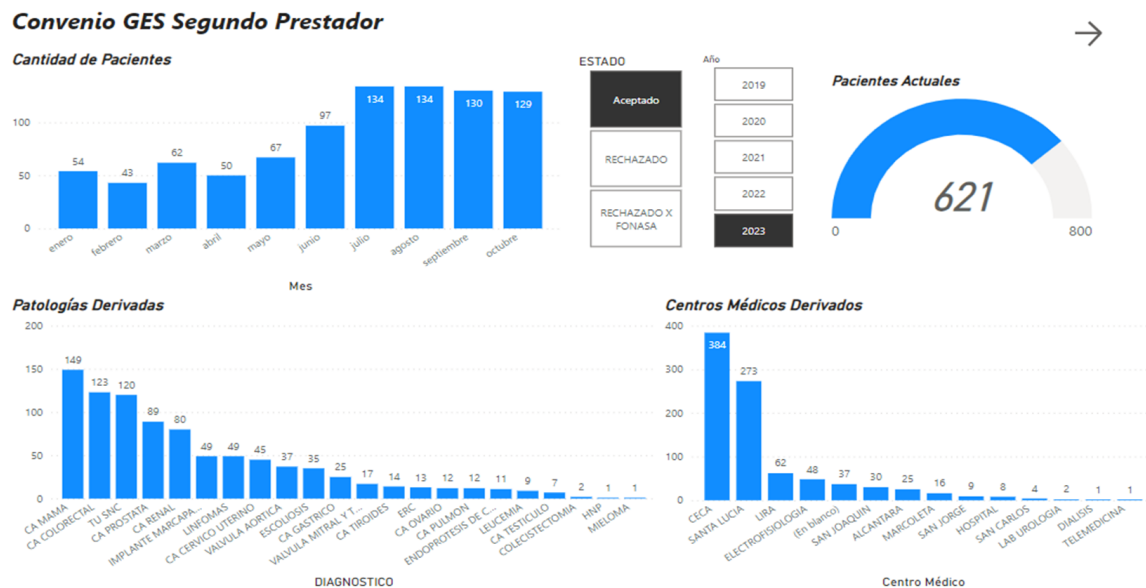 Convenio GES Segundo Prestador
Cantidad de Pacientes
100
50
0
54
43
62
50
67
97
134
134
130
129
enero
febrero
marzo
abril
mayo
junio
julio
agosto
septiembre
octubre
Mes
ESTADO
Aceptado
RECHAZADO
RECHAZADO X
FONASA
Año
2019
2020
2021
2022
2023
Pacientes Actuales
621
0
800
Patologías Derivadas
200
150
100
50
0
149
123
120
89
80
49
49
45
37
35
25
17
14
13
12
12
11
9
7
2
1
1
CA MAMA
CA COLORECTAL
TU SNC
CA PROSTATA
CA RENAL
IMPLANTE MARCAPA...
LINFOMAS
CA CERVICO UTERINO
VALVULA AORTICA
ESCOLIOSIS
CA GASTRICO
VALVULA MITRAL Y T...
CA TIROIDES
ERC
CA OVARIO
CA PULMON
ENDOPROTESIS DE C...
LEUCEMIA
CA TESTICULO
COLECISTECTOMIA
HNP
MIELOMA
DIAGNOSTICO
Centros Médicos Derivados
400
300
200
100
0
384
273
62
48
37
30
25
16
9
8
4
2
1
1
CECA
SANTA LUCIA
LIRA
ELECTROFISIOLOGIA
(En blanco)
SAN JOAQUIN
ALCANTARA
MARCOLETA
SAN JORGE
HOSPITAL
SAN CARLOS
LAB UROLOGIA
DIALISIS
TELEMEDICINA
Centro Médico